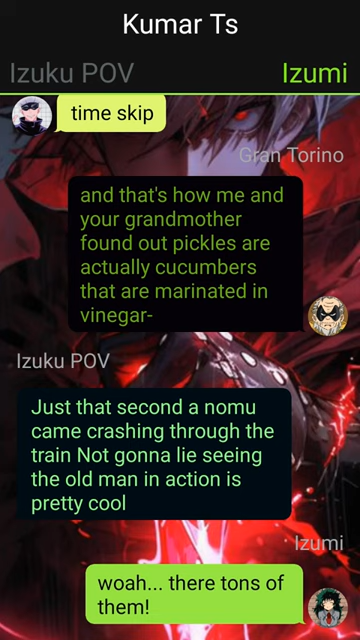 Kumar Ts
Izuku POV Izumi
time skip
Gran Torino
and that's how me and
your grandmother
found out pickles are
actually cucumbers
that are marinated in
vinegar-
Izuku POV
Just that second a nomu
came crashing through the
train Not gonna lie seeing
the old man in action is
pretty cool
Izumi
woah... there tons of
them!